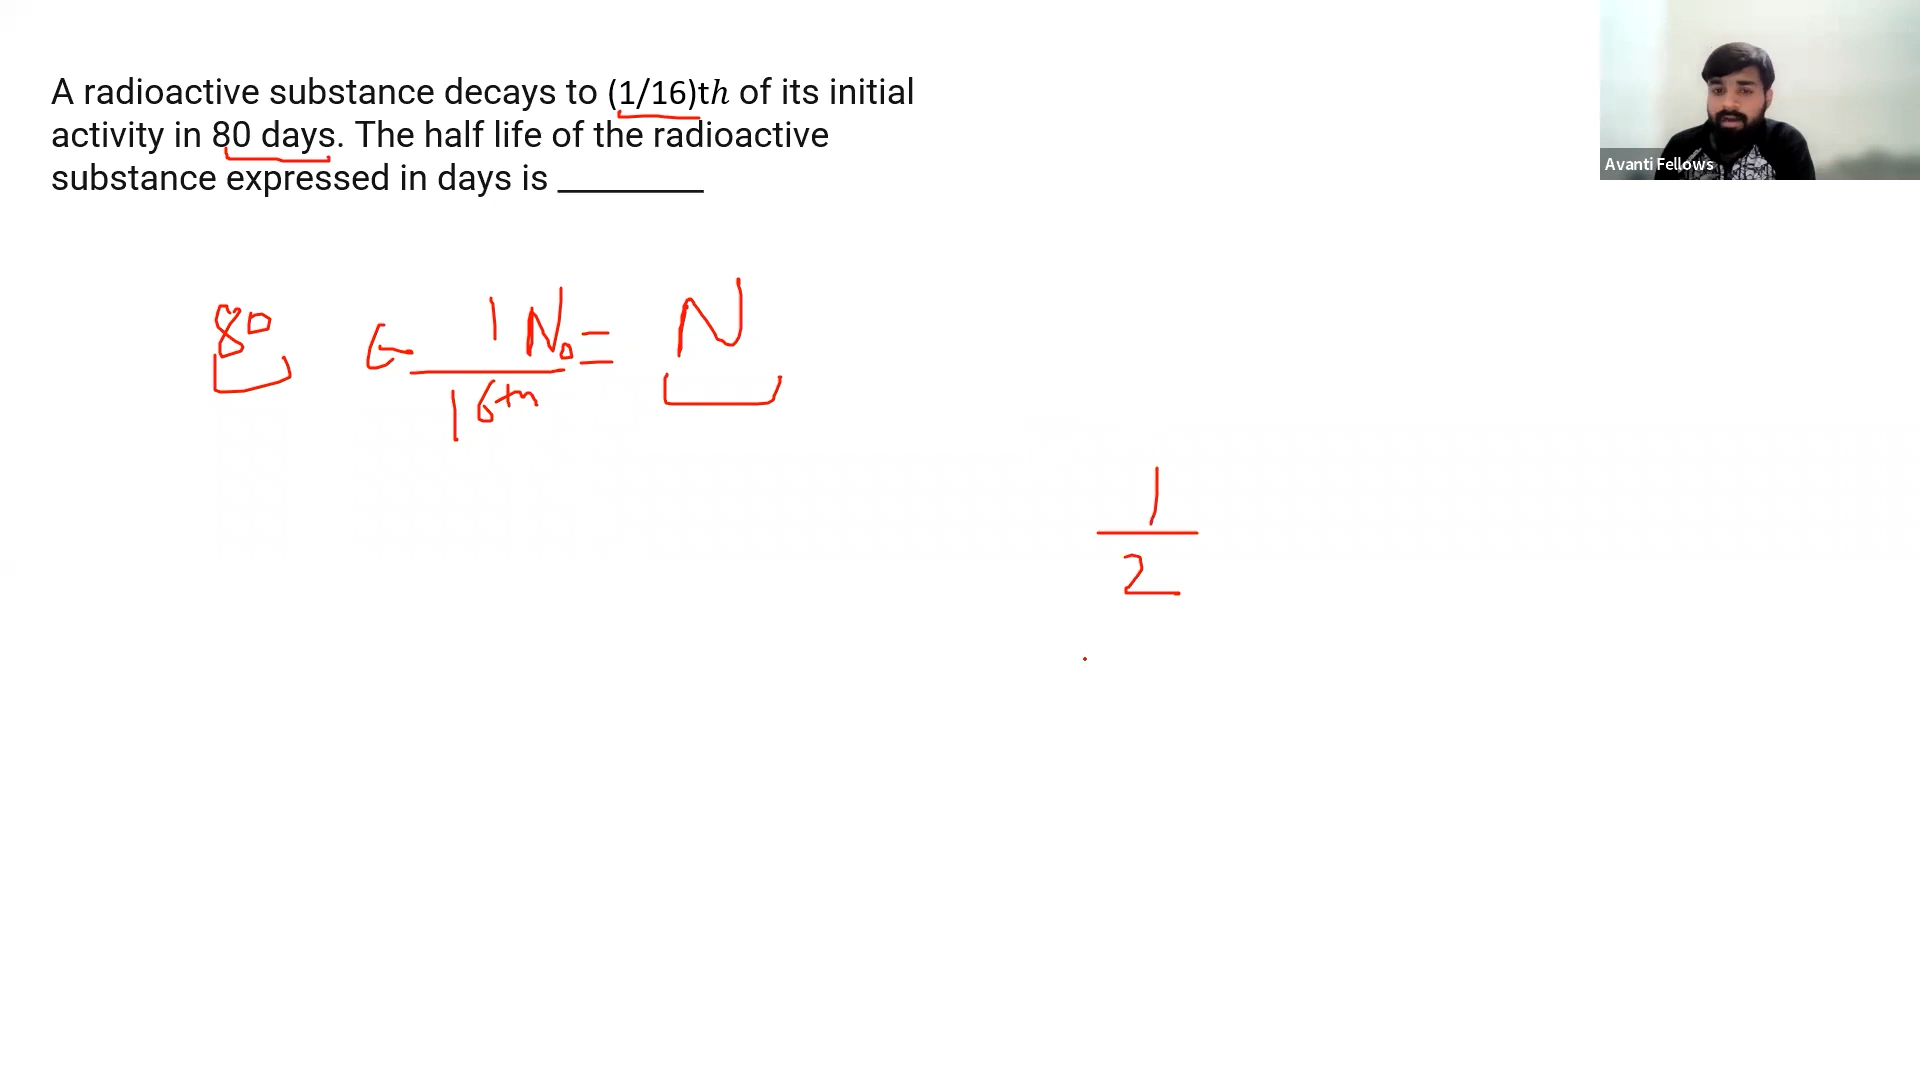 A radioactive substance decays to (1/16)th of its initial
activity in 80 days. The half life of the radioactive
substance expressed in days is ________
Avanti Fellows
80 ← 1 N₀ = N
16th
1
2